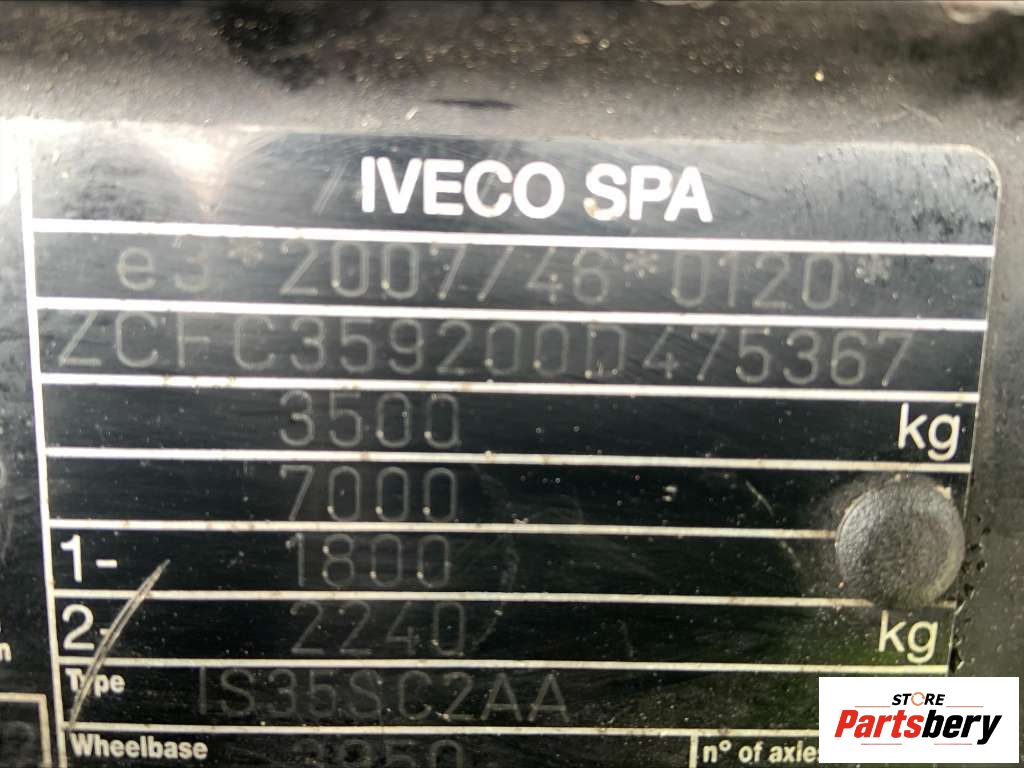 IVECO SPA
e3*2007/46*0120*
ZCFC359200D475367
3500 kg
7000
1- 1800
2- 2240 kg
Type IS35SC2AA
Wheelbase n° of axles
STORE
Partsbery